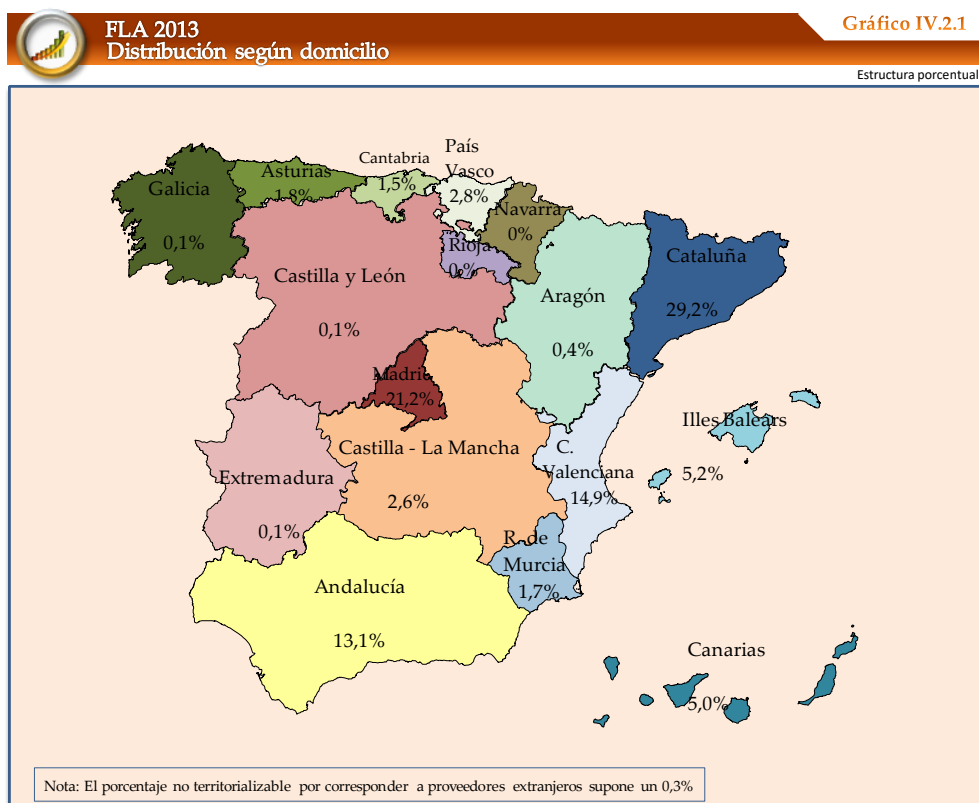 FLA 2013
Distribución según domicilio
Gráfico IV.2.1
Estructura porcentual
Galicia
0,1%
Asturias
1,8%
Cantabria
1,5%
País
Vasco
2,8%
Navarra
0%
Rioja
0%
Castilla y León
0,1%
Aragón
0,4%
Cataluña
29,2%
Madrid
21,2%
Castilla - La Mancha
2,6%
C.
Valenciana
14,9%
Illes Balears
5,2%
Extremadura
0,1%
R. de
Murcia
1,7%
Andalucía
13,1%
Canarias
5,0%
Nota: El porcentaje no territorializable por corresponder a proveedores extranjeros supone un 0,3%